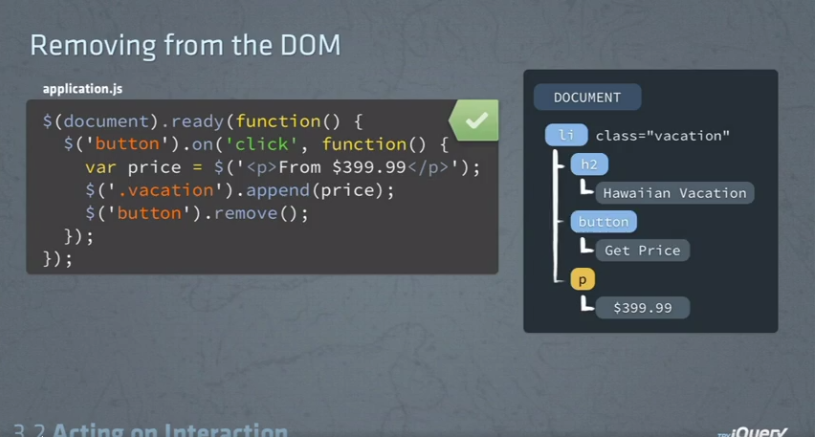 Removing from the DOM
application.js
$(document).ready(function() {
  $('button').on('click', function() {
    var price = $('<p>From $399.99</p>');
    $('.vacation').append(price);
    $('button').remove();
  });
});
DOCUMENT
li class="vacation"
h2
Hawaiian Vacation
button
Get Price
p
$399.99
3.2 Acting on Interaction
jQuery